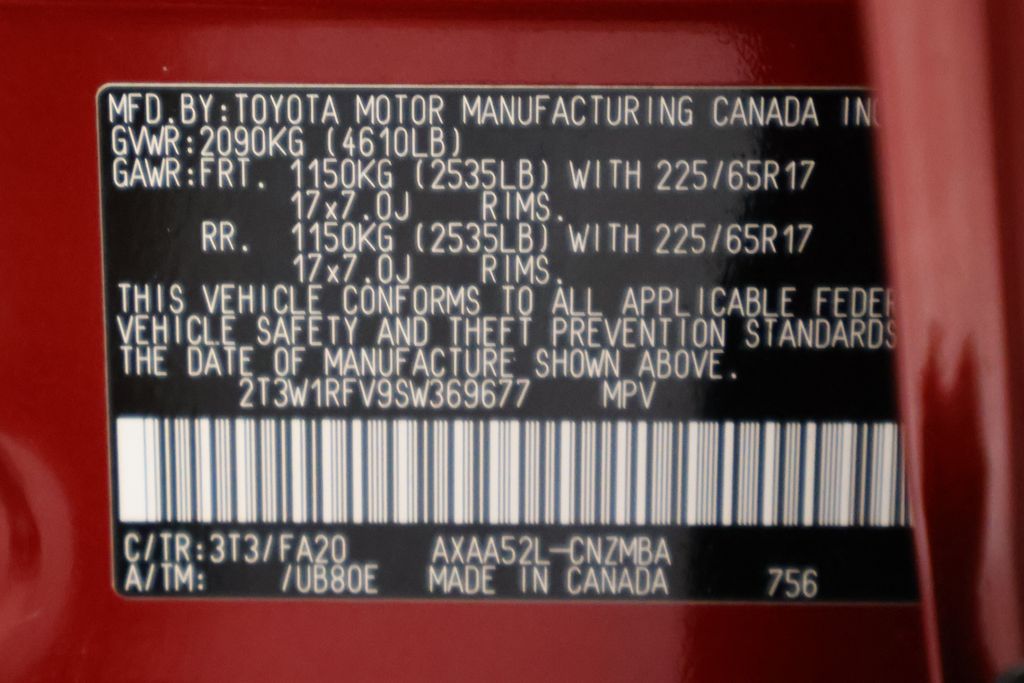 MFD.BY:TOYOTA MOTOR MANUFACTURING CANADA INC
GVWR:2090KG (4610LB)
GAWR:FRT. 1150KG (2535LB) WITH 225/65R17
17x7.0J RIMS.
RR. 1150KG (2535LB) WITH 225/65R17
17x7.0J RIMS.
THIS VEHICLE CONFORMS TO ALL APPLICABLE FEDER
VEHICLE SAFETY AND THEFT PREVENTION STANDARDS
THE DATE OF MANUFACTURE SHOWN ABOVE.
2T3W1RFV9SW369677 MPV
C/TR:3T3/FA20 AXAA52L-CNZMBA
A/TM: /UB80E MADE IN CANADA 756